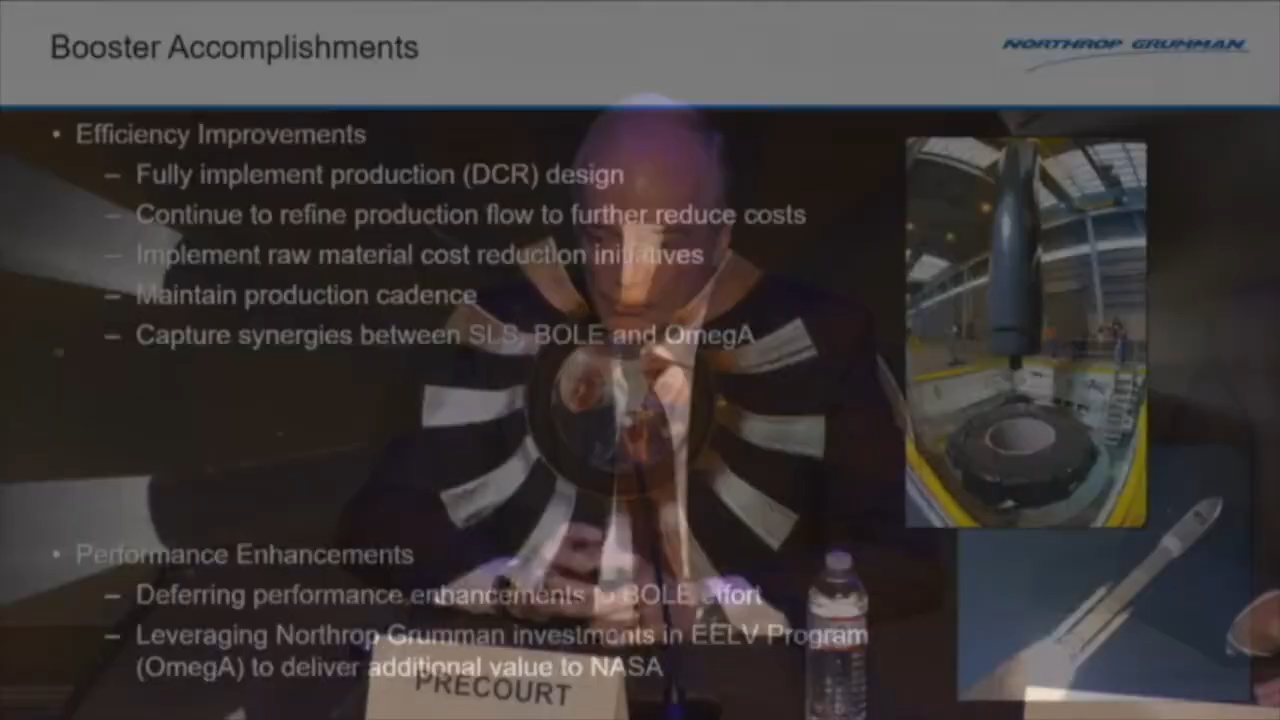 Booster Accomplishments
NORTHROP GRUMMAN
• Efficiency Improvements
– Fully implement production (DCR) design
– Continue to refine production flow to further reduce costs
– Implement raw material cost reduction initiatives
– Maintain production cadence
– Capture synergies between SLS, BOLE and OmegA
• Performance Enhancements
– Deferring performance enhancements to BOLE effort
– Leveraging Northrop Grumman investments in EELV Program
(OmegA) to deliver additional value to NASA
PRECOURT